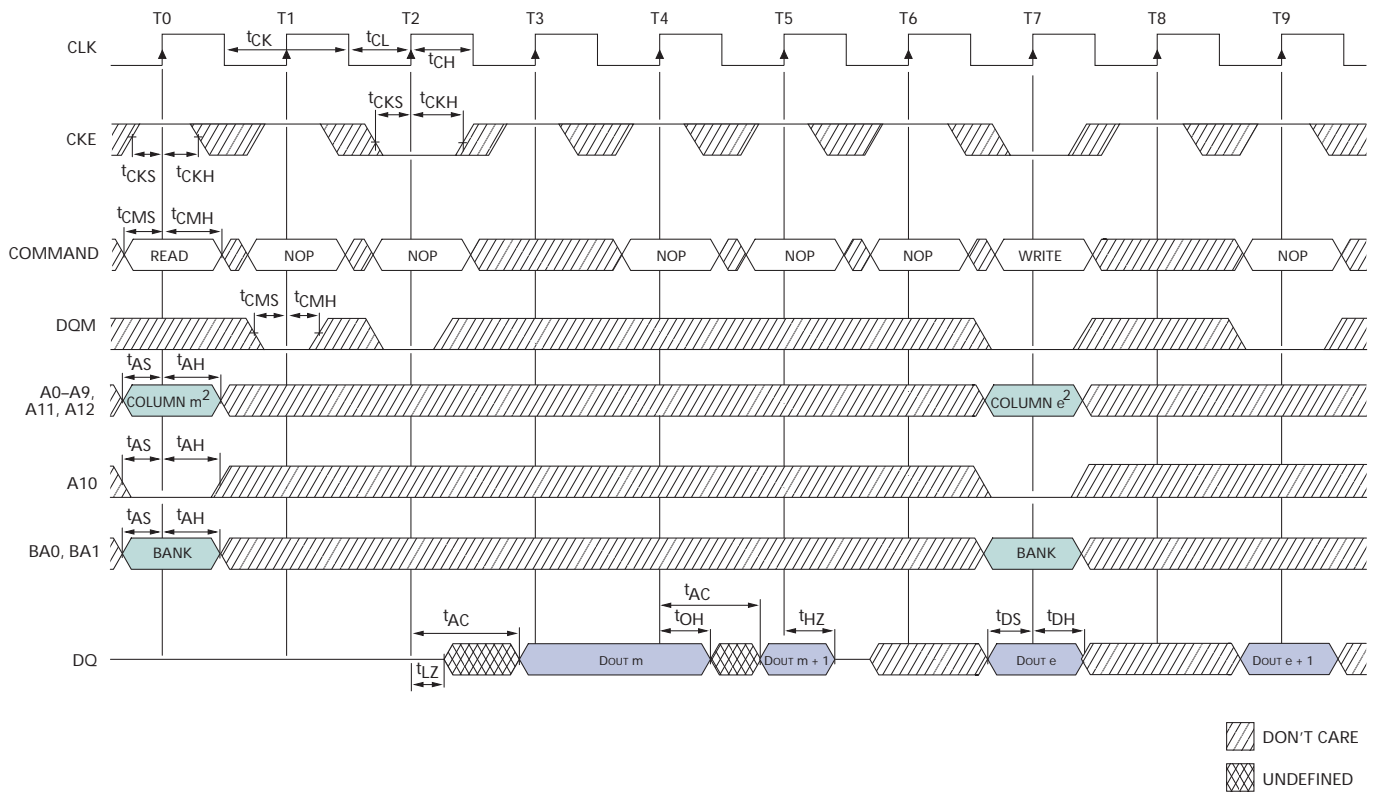 T0 T1 T2 T3 T4 T5 T6 T7 T8 T9
CLK
tCK tCL
tCH
tCKS tCKH
CKE
tCKS tCKH
tCMS tCMH
COMMAND READ NOP NOP NOP NOP NOP WRITE NOP
tCMS tCMH
DQM
tAS tAH
A0–A9,
A11, A12
COLUMN m2 COLUMN e2
tAS tAH
A10
tAS tAH
BA0, BA1 BANK BANK
tAC
tAC tOH tHZ tDS tDH
DQ DOUT m DOUT m + 1 DOUT e DOUT e + 1
tLZ
DON'T CARE
UNDEFINED